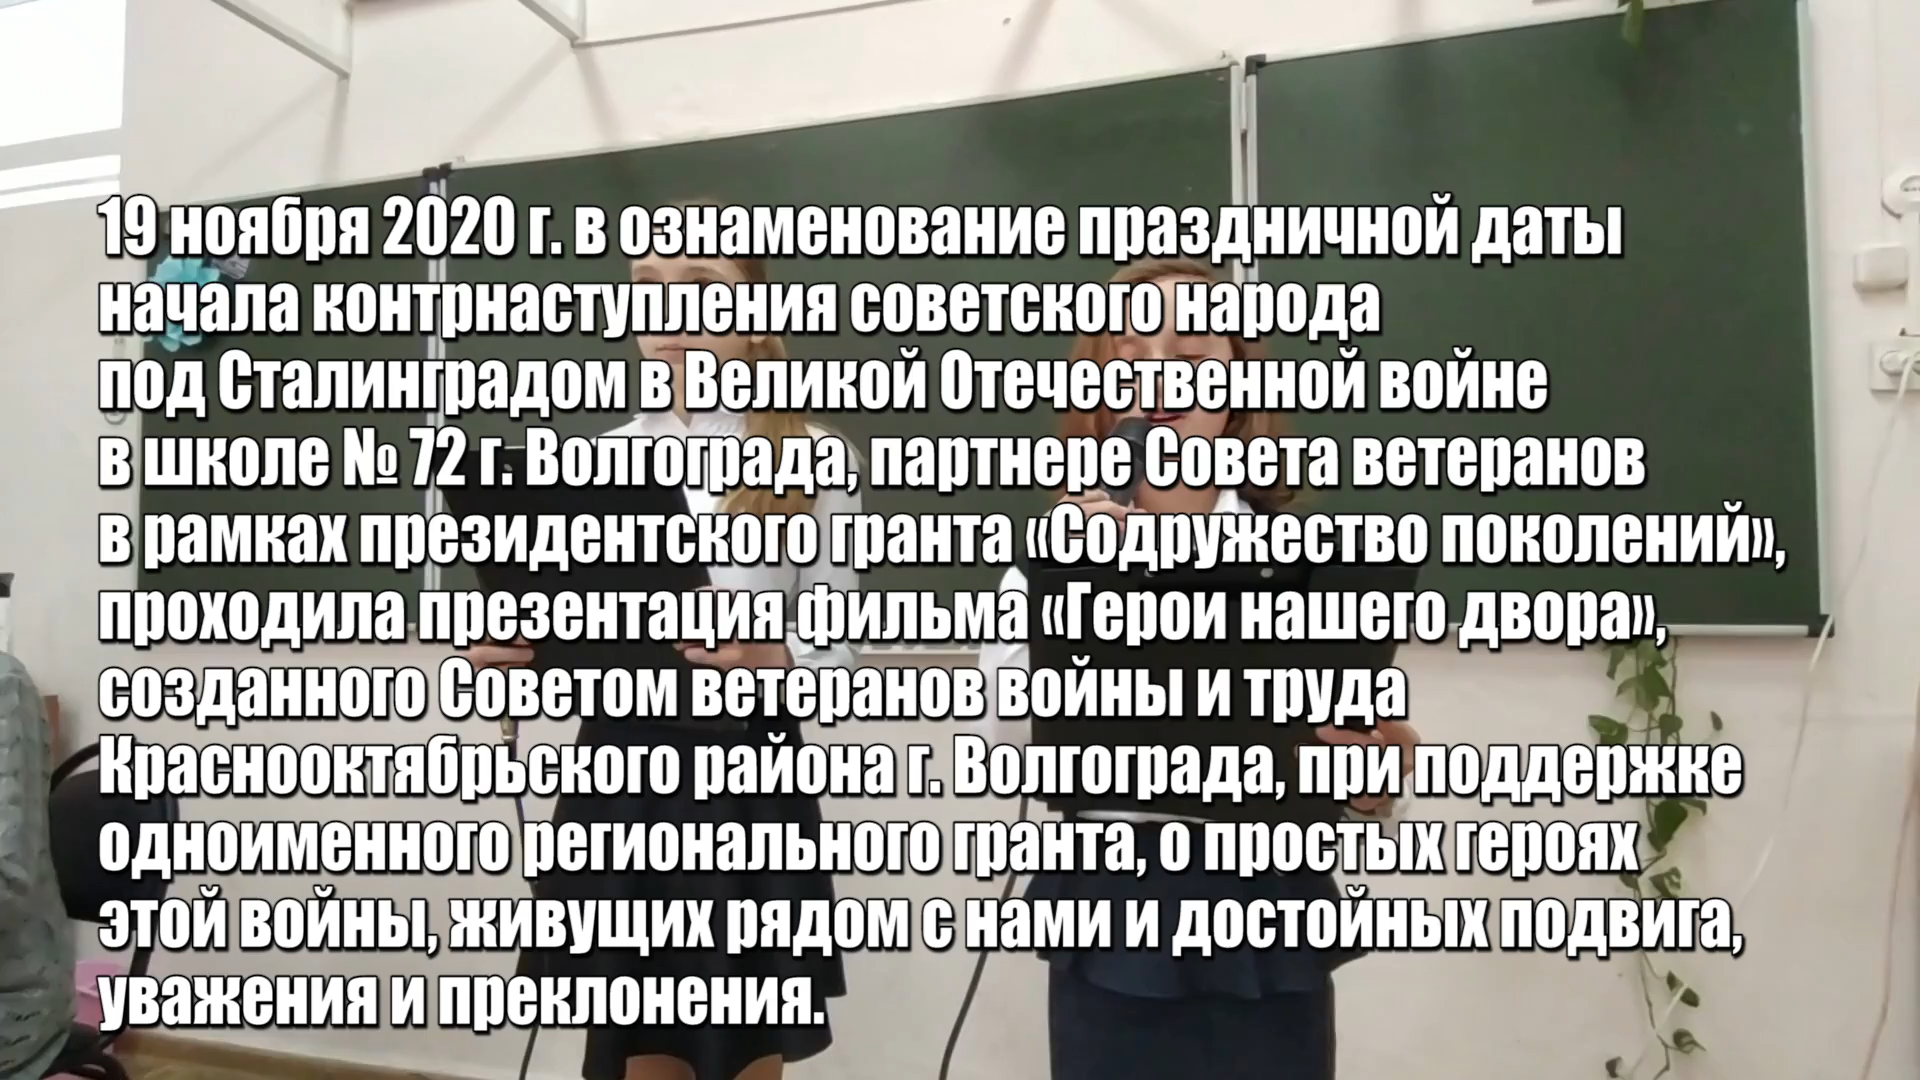 19 ноября 2020 г. в ознаменование праздничной даты
начала контрнаступления советского народа
под Сталинградом в Великой Отечественной войне
в школе № 72 г. Волгограда, партнере Совета ветеранов
в рамках президентского гранта «Содружество поколений»,
проходила презентация фильма «Герои нашего двора»,
созданного Советом ветеранов войны и труда
Краснооктябрьского района г. Волгограда, при поддержке
одноименного регионального гранта, о простых героях
этой войны, живущих рядом с нами и достойных подвига,
уважения и преклонения.